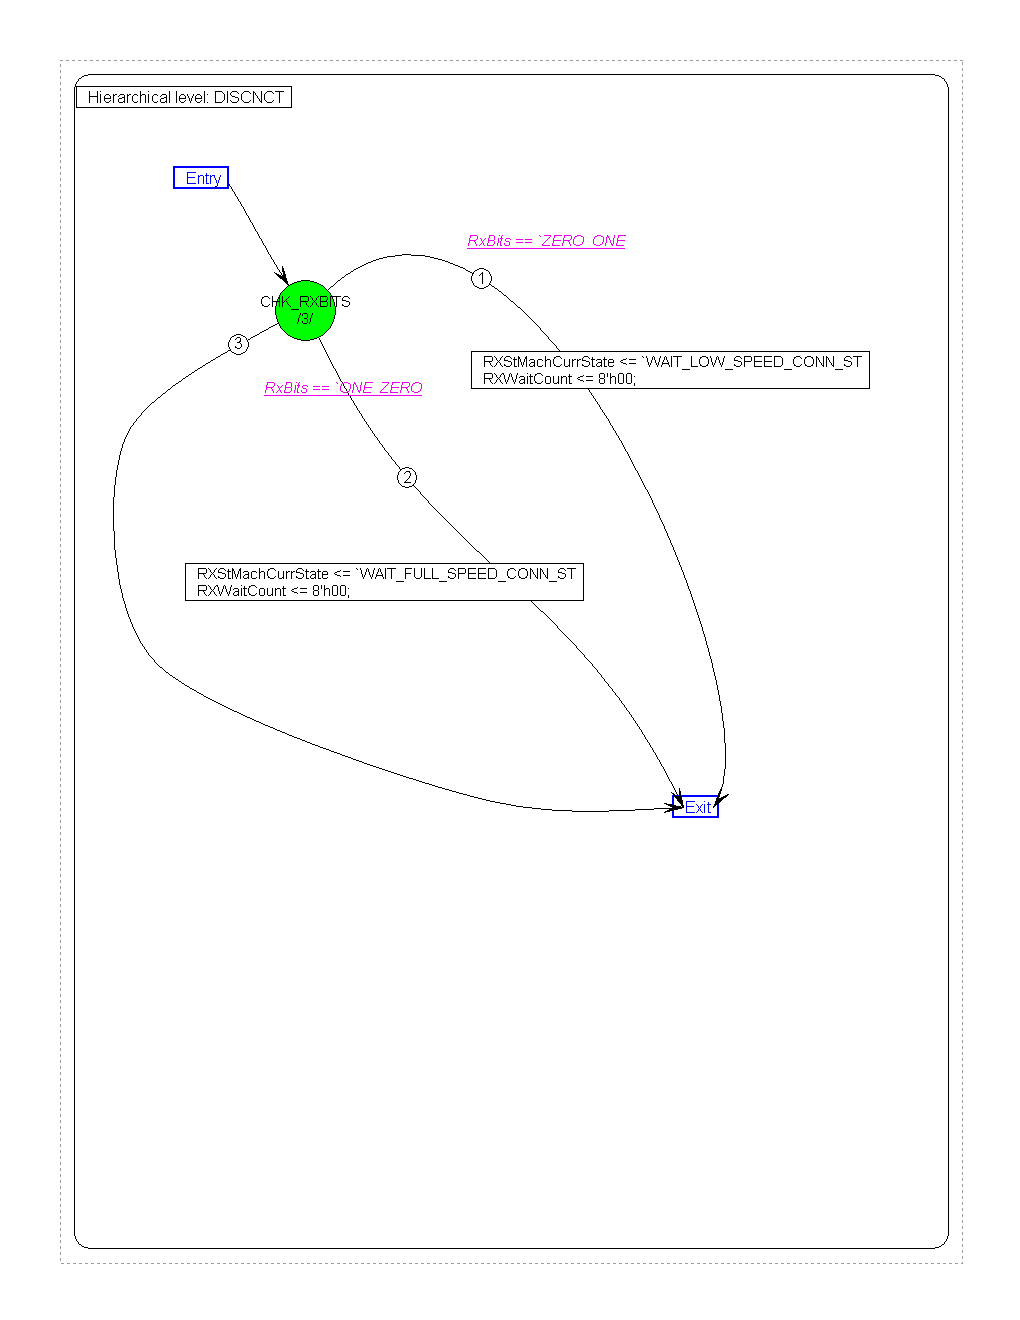 Hierarchical level: DISCNCT
Entry
RxBits == `ZERO_ONE
1
CHK_RXBITS
/3/
3
RXStMachCurrState <= `WAIT_LOW_SPEED_CONN_ST
RXWaitCount <= 8'h00;
RxBits == `ONE_ZERO
2
RXStMachCurrState <= `WAIT_FULL_SPEED_CONN_ST
RXWaitCount <= 8'h00;
Exit